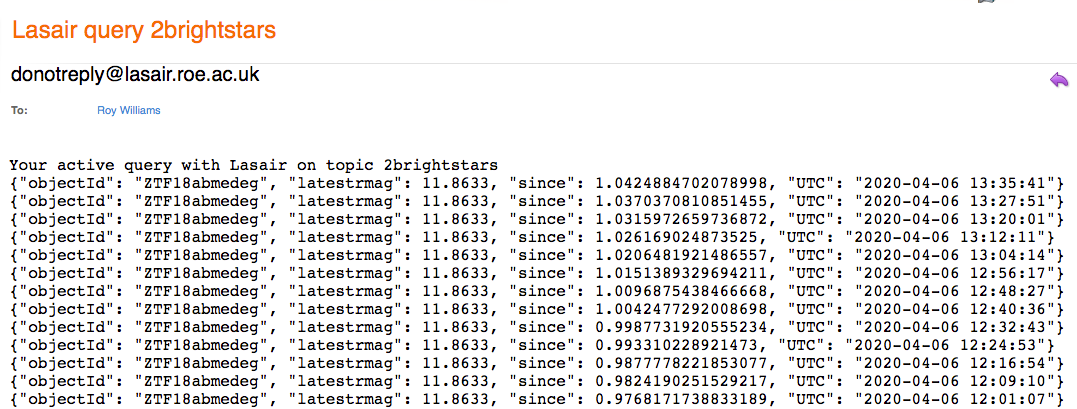 Lasair query 2brightstars
donotreply@lasair.roe.ac.uk
To: Roy Williams
Your active query with Lasair on topic 2brightstars
{"objectId": "ZTF18abmedeg", "latestrmag": 11.8633, "since": 1.0424884702078998, "UTC": "2020-04-06 13:35:41"}
{"objectId": "ZTF18abmedeg", "latestrmag": 11.8633, "since": 1.0370370810851455, "UTC": "2020-04-06 13:27:51"}
{"objectId": "ZTF18abmedeg", "latestrmag": 11.8633, "since": 1.0315972659736872, "UTC": "2020-04-06 13:20:01"}
{"objectId": "ZTF18abmedeg", "latestrmag": 11.8633, "since": 1.026169024873525, "UTC": "2020-04-06 13:12:11"}
{"objectId": "ZTF18abmedeg", "latestrmag": 11.8633, "since": 1.0206481921486557, "UTC": "2020-04-06 13:04:14"}
{"objectId": "ZTF18abmedeg", "latestrmag": 11.8633, "since": 1.0151389329694211, "UTC": "2020-04-06 12:56:17"}
{"objectId": "ZTF18abmedeg", "latestrmag": 11.8633, "since": 1.0096875438466668, "UTC": "2020-04-06 12:48:27"}
{"objectId": "ZTF18abmedeg", "latestrmag": 11.8633, "since": 1.0042477292008698, "UTC": "2020-04-06 12:40:36"}
{"objectId": "ZTF18abmedeg", "latestrmag": 11.8633, "since": 0.9987731920555234, "UTC": "2020-04-06 12:32:43"}
{"objectId": "ZTF18abmedeg", "latestrmag": 11.8633, "since": 0.993310228921473, "UTC": "2020-04-06 12:24:53"}
{"objectId": "ZTF18abmedeg", "latestrmag": 11.8633, "since": 0.98777778221853077, "UTC": "2020-04-06 12:16:54"}
{"objectId": "ZTF18abmedeg", "latestrmag": 11.8633, "since": 0.9824190251529217, "UTC": "2020-04-06 12:09:10"}
{"objectId": "ZTF18abmedeg", "latestrmag": 11.8633, "since": 0.9768171738833189, "UTC": "2020-04-06 12:01:07"}